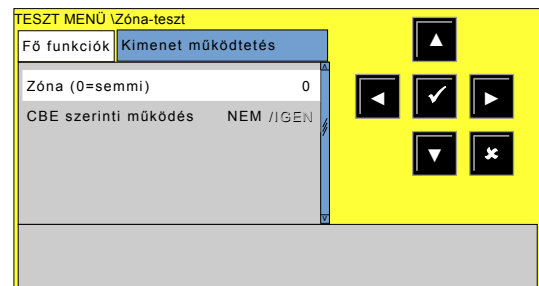 TESZT MENÜ \Zóna-teszt
Fő funkciók Kimenet működtetés
Zóna (0=semmi) 0
CBE szerinti működés NEM /IGEN